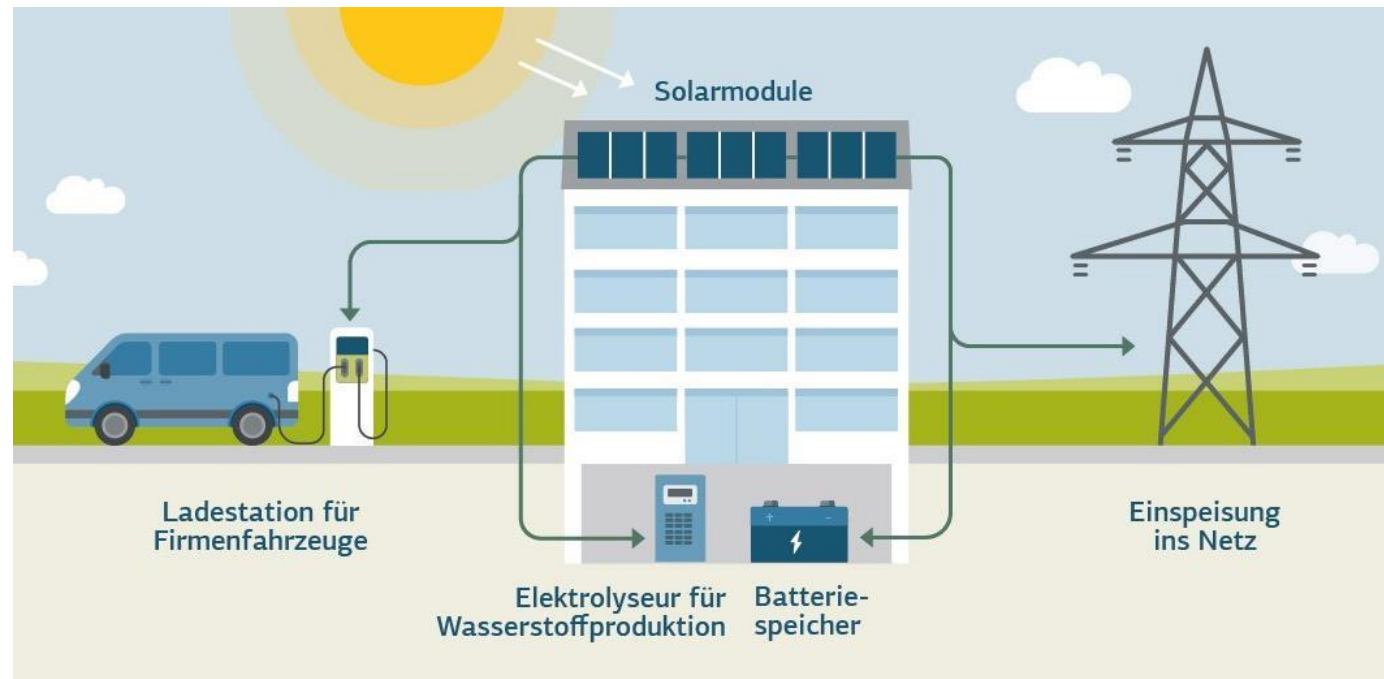 Solarmodule
Ladestation für
Firmenfahrzeuge
Elektrolyseur für
Wasserstoffproduktion
Batterie-
speicher
+ -
Einspeisung
ins Netz